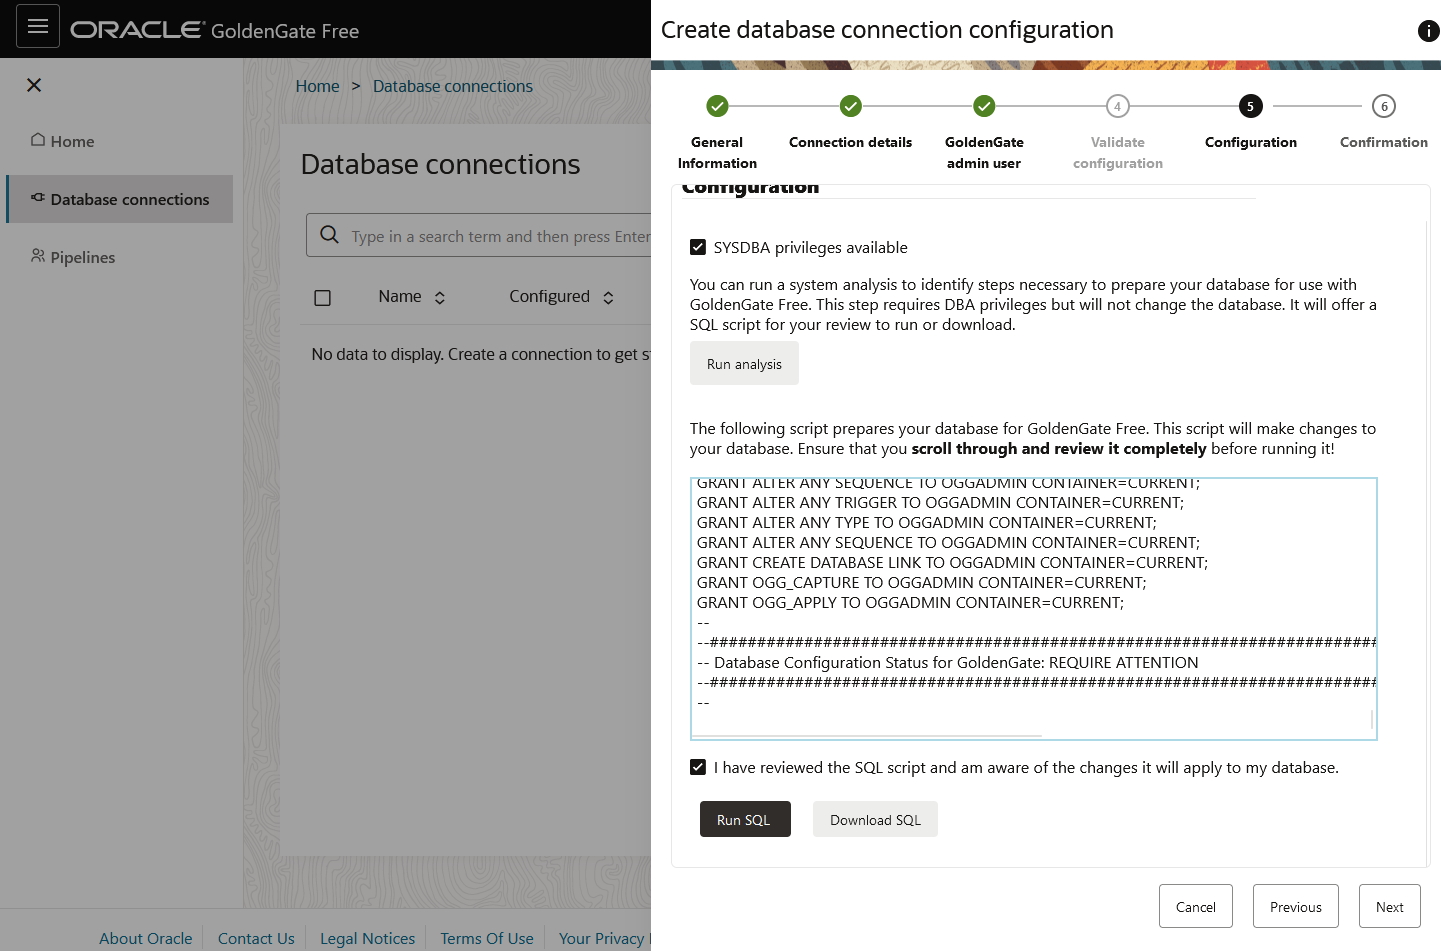 ORACLE GoldenGate Free
Home > Database connections
Home
Database connections
Pipelines
Database connections
Type in a search term and then press Enter
Name
Configured
No data to display. Create a connection to get
About Oracle
Contact Us
Legal Notices
Terms Of Use
Your Privacy
Create database connection configuration
i
4
5
6
General Information
Connection details
GoldenGate admin user
Validate configuration
Configuration
Confirmation
Configuration
SYSDBA privileges available
You can run a system analysis to identify steps necessary to prepare your database for use with
GoldenGate Free. This step requires DBA privileges but will not change the database. It will offer a
SQL script for your review to run or download.
Run analysis
The following script prepares your database for GoldenGate Free. This script will make changes to
your database. Ensure that you scroll through and review it completely before running it!
GRANT ALTER ANY SEQUENCE TO OGGADMIN CONTAINER=CURRENT;
GRANT ALTER ANY TRIGGER TO OGGADMIN CONTAINER=CURRENT;
GRANT ALTER ANY TYPE TO OGGADMIN CONTAINER=CURRENT;
GRANT ALTER ANY SEQUENCE TO OGGADMIN CONTAINER=CURRENT;
GRANT CREATE DATABASE LINK TO OGGADMIN CONTAINER=CURRENT;
GRANT OGG_CAPTURE TO OGGADMIN CONTAINER=CURRENT;
GRANT OGG_APPLY TO OGGADMIN CONTAINER=CURRENT;
--
--########################################################################
-- Database Configuration Status for GoldenGate: REQUIRE ATTENTION
--########################################################################
--
I have reviewed the SQL script and am aware of the changes it will apply to my database.
Run SQL
Download SQL
Cancel
Previous
Next